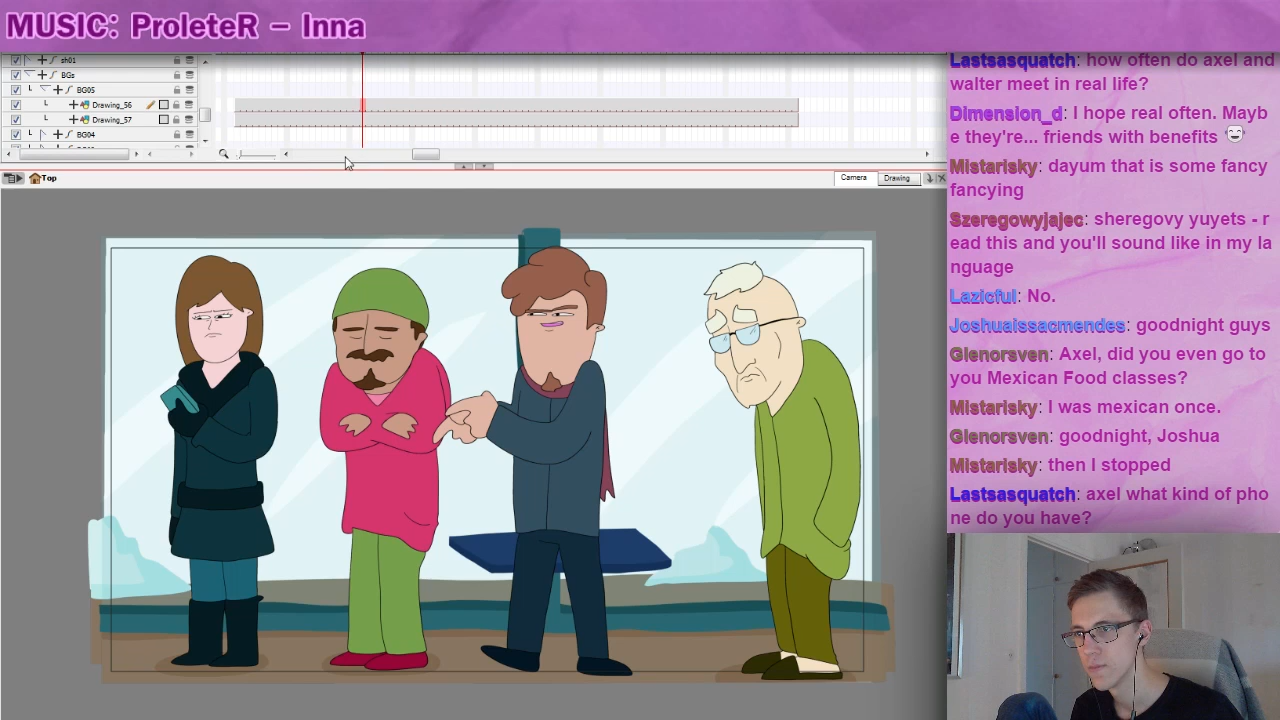 MUSIC: ProleteR – Inna
sh01
BGs
BG05
Drawing_56
Drawing_57
BG04
Top
Camera
Drawing
Lastsasquatch: how often do axel and
walter meet in real life?
Dimension_d: I hope real often. Mayb
e they're... friends with benefits
Mistarisky: dayum that is some fancy
fancying
Szeregowyjajec: sheregovy yuyets - r
ead this and you'll sound like in my la
nguage
Lazicful: No.
Joshuaissacmendes: goodnight guys
Glenorsven: Axel, did you even go to
you Mexican Food classes?
Mistarisky: I was mexican once.
Glenorsven: goodnight, Joshua
Mistarisky: then I stopped
Lastsasquatch: axel what kind of pho
ne do you have?